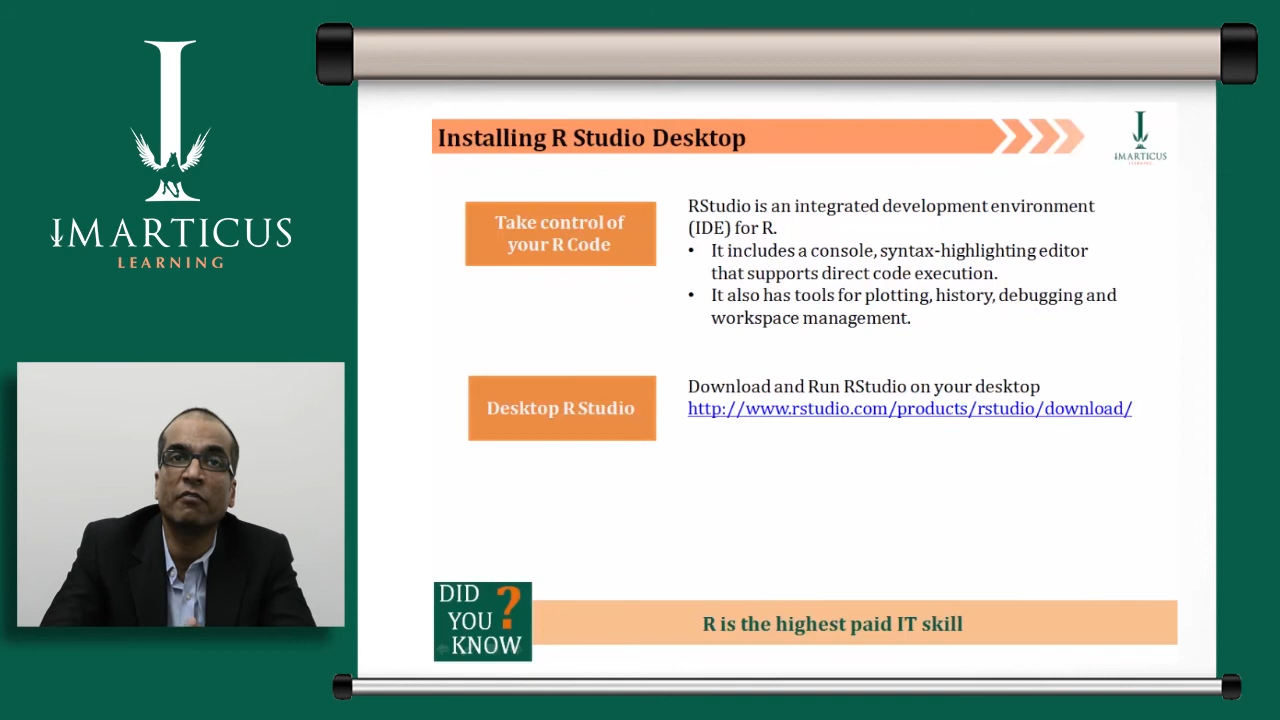 IMARTICUS
LEARNING
Installing R Studio Desktop
IMARTICUS
LEARNING
Take control of
your R Code
RStudio is an integrated development environment
(IDE) for R.
• It includes a console, syntax-highlighting editor
that supports direct code execution.
• It also has tools for plotting, history, debugging and
workspace management.
Desktop R Studio
Download and Run RStudio on your desktop
http://www.rstudio.com/products/rstudio/download/
DID
YOU ?
KNOW
R is the highest paid IT skill